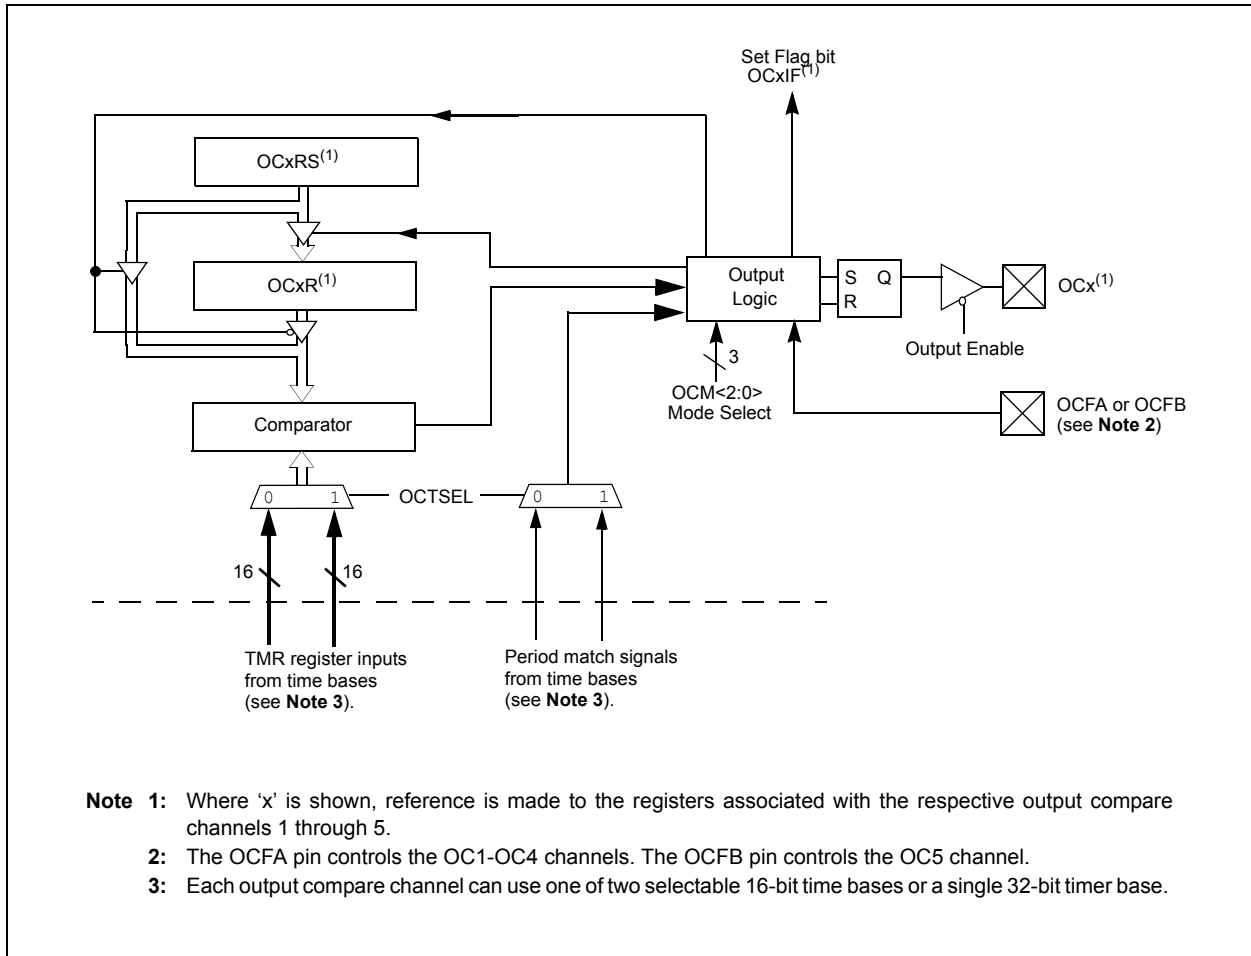 Set Flag bit
OCxIF(1)
OCxRS(1)
OCxR(1)
Output
Logic
S Q
R
OCx(1)
Output Enable
3
OCM<2:0>
Mode Select
OCFA or OCFB
(see Note 2)
Comparator
0 1
OCTSEL
0 1
16
16
TMR register inputs
from time bases
(see Note 3).
Period match signals
from time bases
(see Note 3).
Note 1: Where ‘x’ is shown, reference is made to the registers associated with the respective output compare
channels 1 through 5.
2: The OCFA pin controls the OC1-OC4 channels. The OCFB pin controls the OC5 channel.
3: Each output compare channel can use one of two selectable 16-bit time bases or a single 32-bit timer base.